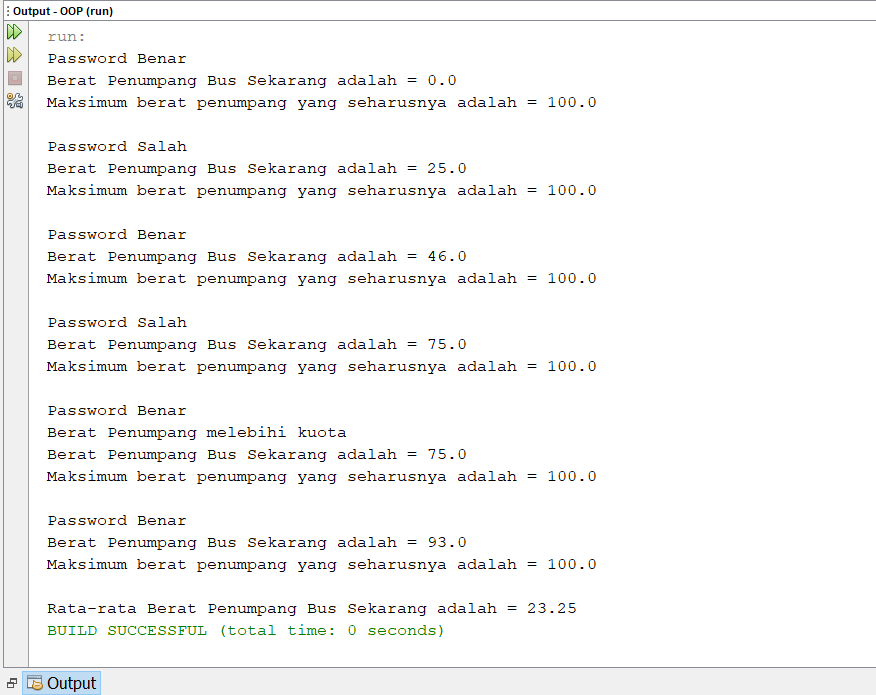 Output - OOP (run)
run:
Password Benar
Berat Penumpang Bus Sekarang adalah = 0.0
Maksimum berat penumpang yang seharusnya adalah = 100.0
Password Salah
Berat Penumpang Bus Sekarang adalah = 25.0
Maksimum berat penumpang yang seharusnya adalah = 100.0
Password Benar
Berat Penumpang Bus Sekarang adalah = 46.0
Maksimum berat penumpang yang seharusnya adalah = 100.0
Password Salah
Berat Penumpang Bus Sekarang adalah = 75.0
Maksimum berat penumpang yang seharusnya adalah = 100.0
Password Benar
Berat Penumpang melebihi kuota
Berat Penumpang Bus Sekarang adalah = 75.0
Maksimum berat penumpang yang seharusnya adalah = 100.0
Password Benar
Berat Penumpang Bus Sekarang adalah = 93.0
Maksimum berat penumpang yang seharusnya adalah = 100.0
Rata-rata Berat Penumpang Bus Sekarang adalah = 23.25
BUILD SUCCESSFUL (total time: 0 seconds)
Output